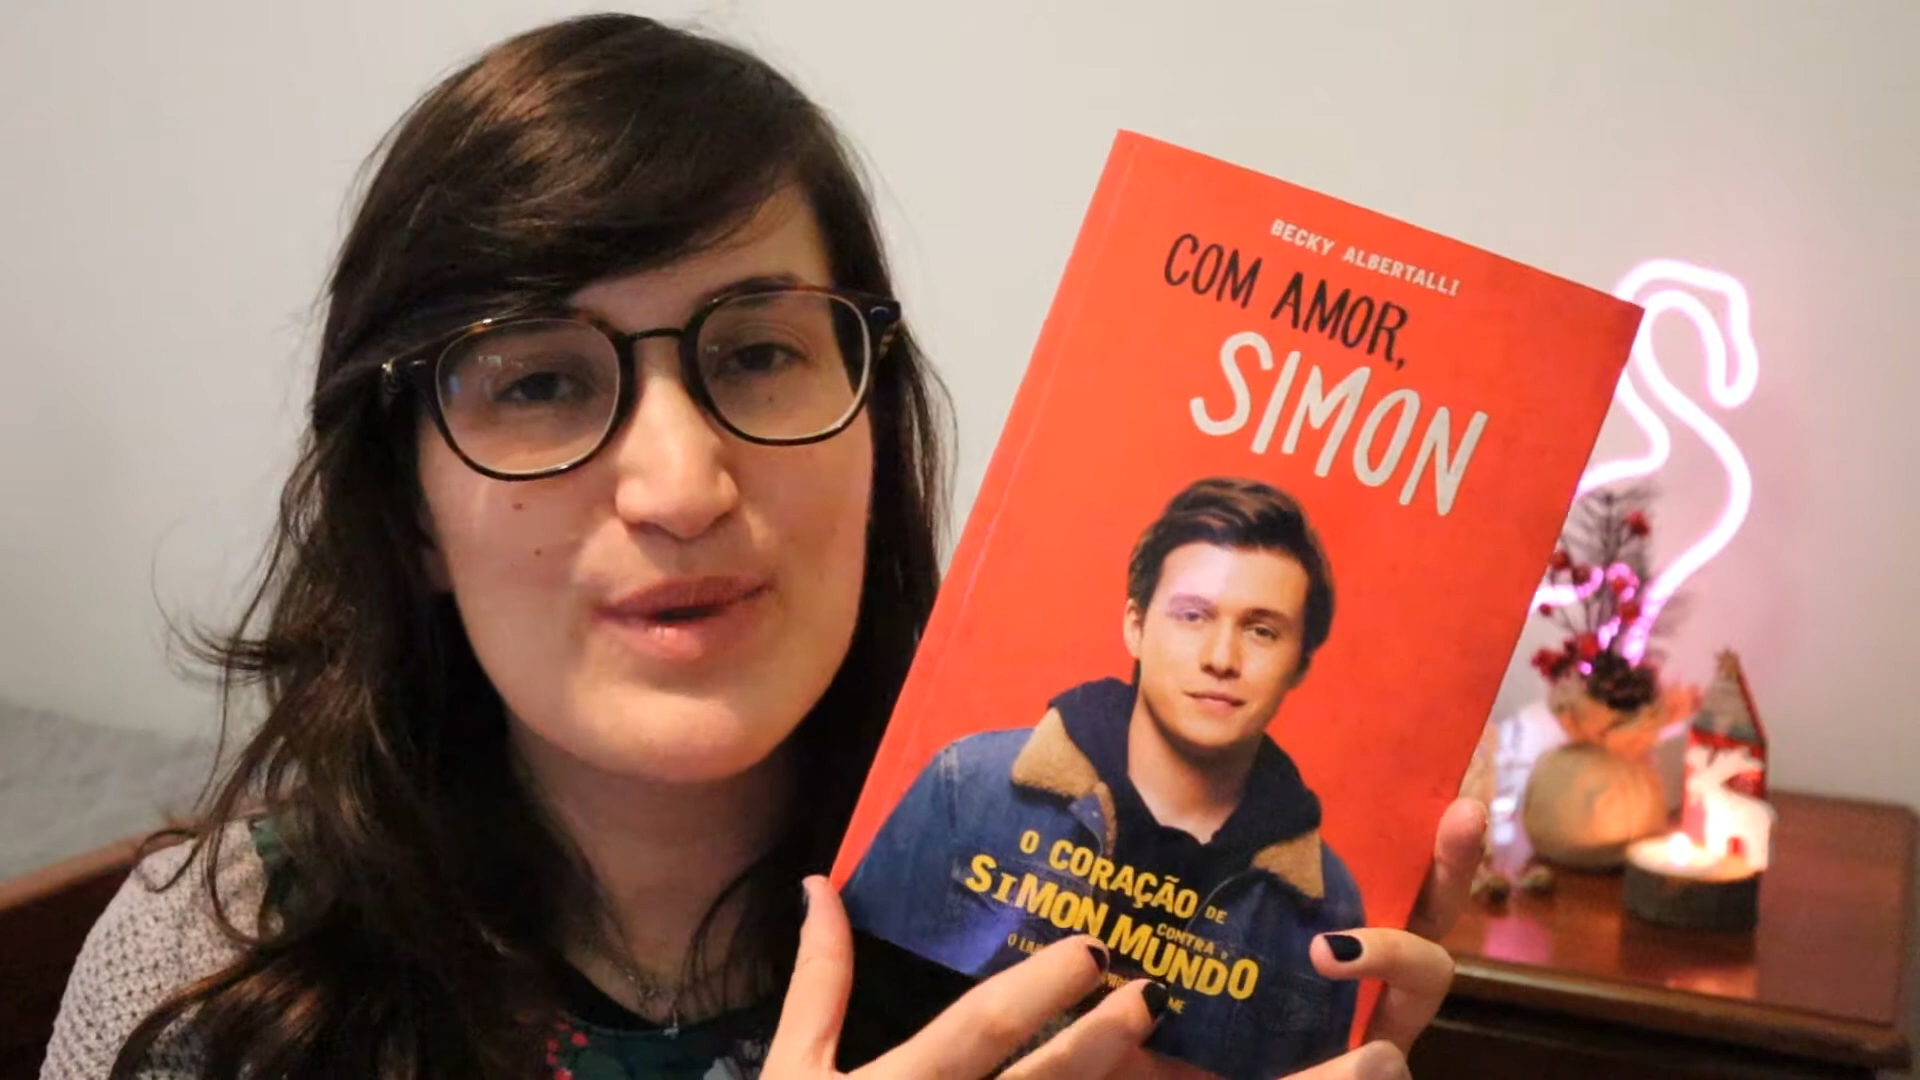 BECKY ALBERTALLI
COM AMOR,
SIMON
O CORAÇÃO DE
SIMON CONTRA O
MUNDO